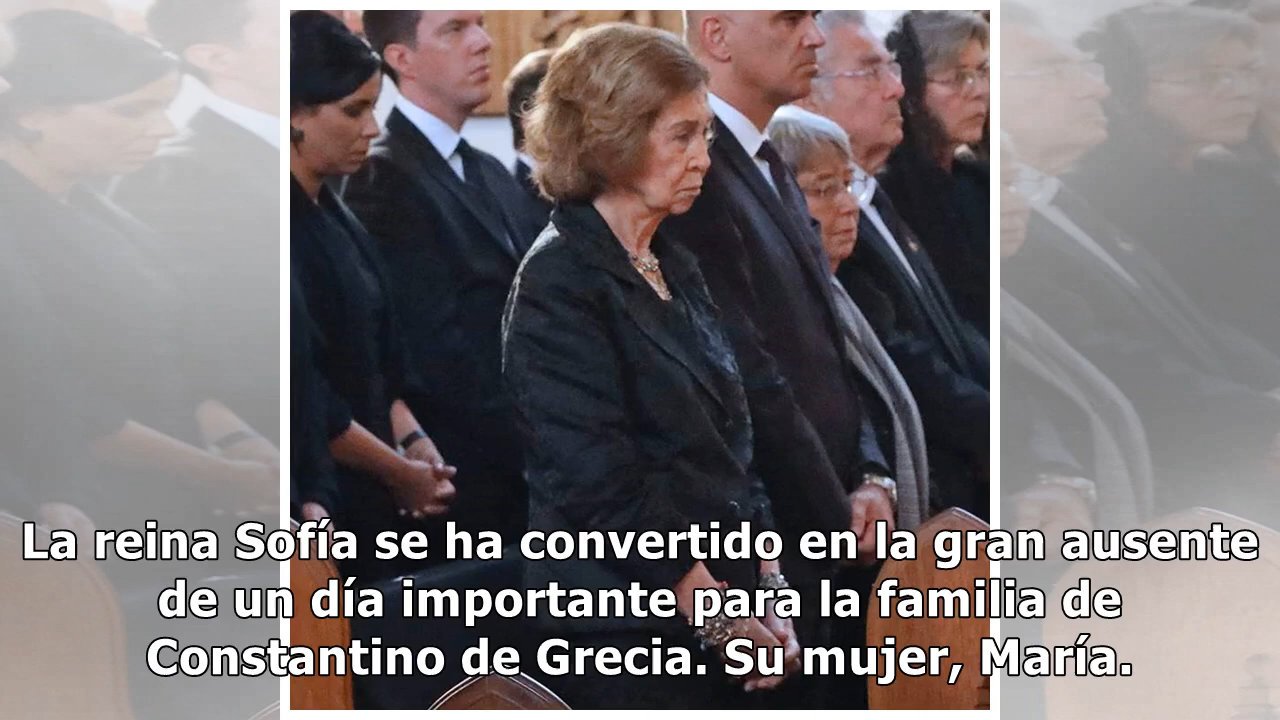 La reina Sofía se ha convertido en la gran ausente
de un día importante para la familia de
Constantino de Grecia. Su mujer, María.